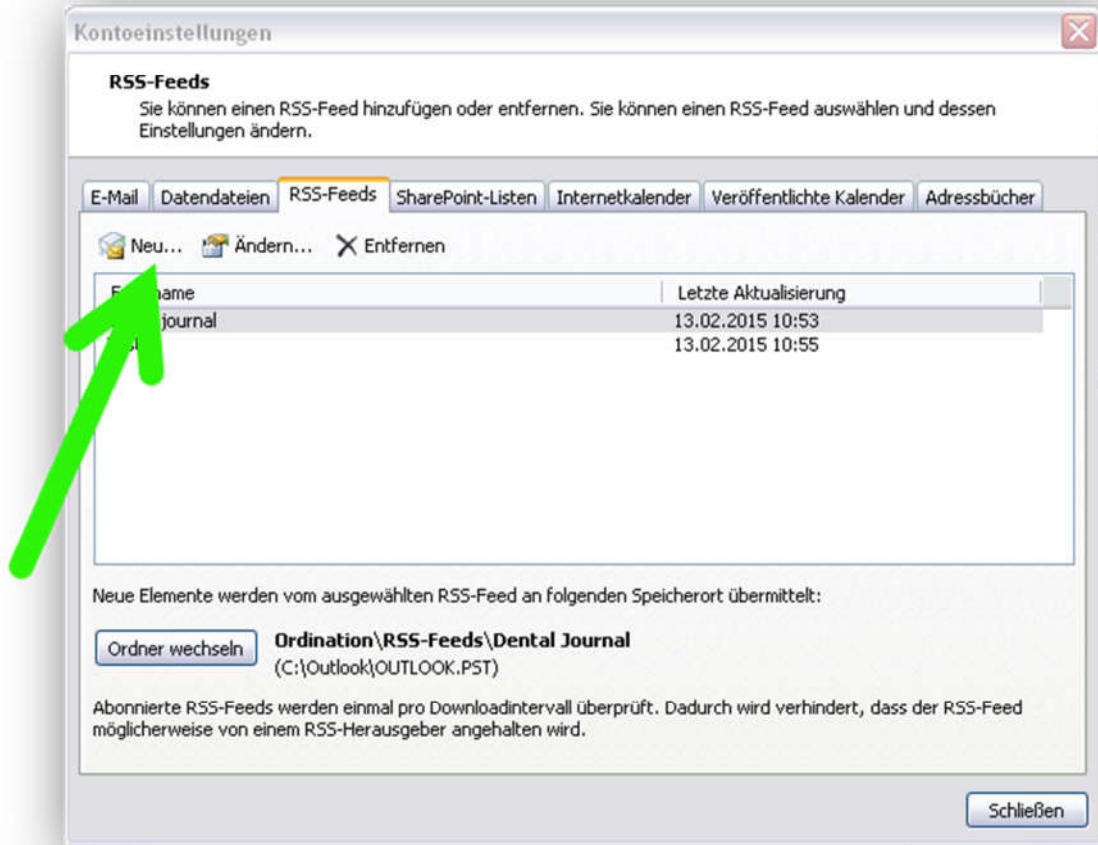 Kontoeinstellungen
RSS-Feeds
Sie können einen RSS-Feed hinzufügen oder entfernen. Sie können einen RSS-Feed auswählen und dessen
Einstellungen ändern.
E-Mail Datendateien RSS-Feeds SharePoint-Listen Internetkalender Veröffentlichte Kalender Adressbücher
Neu... Ändern... Entfernen
Letzte Aktualisierung
journal 13.02.2015 10:53
13.02.2015 10:55
Neue Elemente werden vom ausgewählten RSS-Feed an folgenden Speicherort übermittelt:
Ordner wechseln Ordination\RSS-Feeds\Dental Journal
(C:\Outlook\OUTLOOK.PST)
Abonnierte RSS-Feeds werden einmal pro Downloadintervall überprüft. Dadurch wird verhindert, dass der RSS-Feed
möglicherweise von einem RSS-Herausgeber angehalten wird.
Schließen